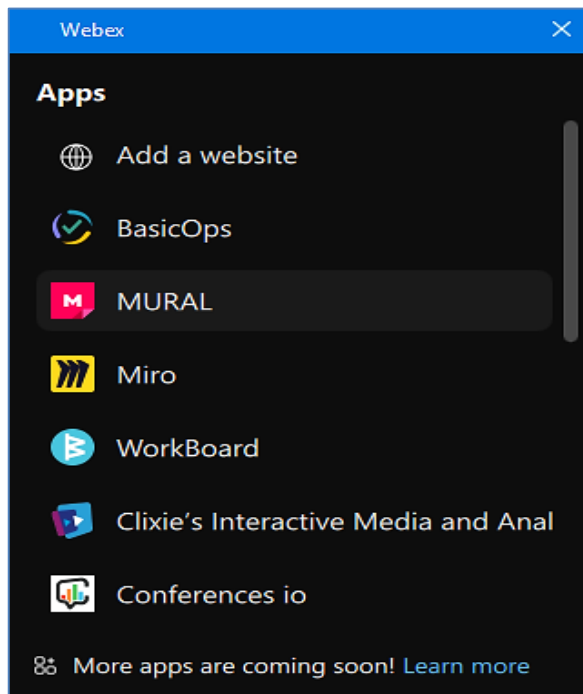 Webex
Apps
Add a website
BasicOps
MURAL
Miro
WorkBoard
Clixie's Interactive Media and Anal
Conferences io
More apps are coming soon! Learn more